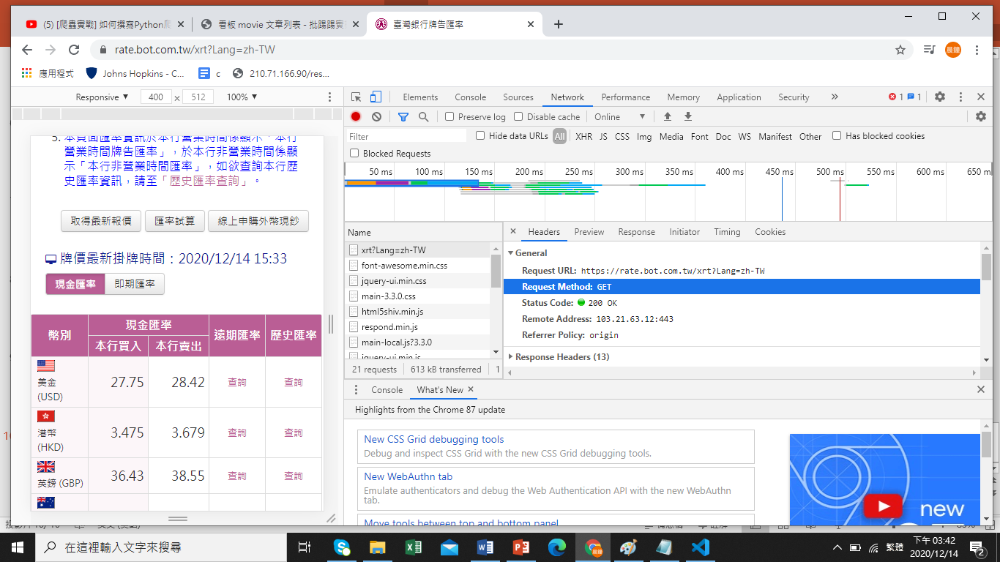 (5) [爬蟲實戰] 如何撰寫Python爬
看板 movie 文章列表 - 批踢踢實
臺灣銀行牌告匯率
rate.bot.com.tw/xrt?Lang=zh-TW
晨鐘
應用程式
Johns Hopkins - C...
c
210.71.166.90/res...
Responsive ▼ 400 × 512 100% ▼
5. 本頁面匯率資訊於本行營業時間係顯示「本行
營業時間牌告匯率」，於本行非營業時間係顯
示「本行非營業時間匯率」，如欲查詢本行歷
史匯率資訊，請至「歷史匯率查詢」。
取得最新報價 匯率試算 線上申購外幣現鈔
牌價最新掛牌時間：2020/12/14 15:33
現金匯率 即期匯率
幣別 現金匯率 遠期匯率 歷史匯率
本行買入 本行賣出
美金 (USD) 27.75 28.42 查詢 查詢
港幣 (HKD) 3.475 3.679 查詢 查詢
英鎊 (GBP) 36.43 38.55 查詢 查詢
Elements Console Sources Network Performance Memory Application Security » 1 1
Preserve log Disable cache Online ▼
Filter Hide data URLs All XHR JS CSS Img Media Font Doc WS Manifest Other Has blocked cookies
Blocked Requests
50 ms 100 ms 150 ms 200 ms 250 ms 300 ms 350 ms 400 ms 450 ms 500 ms 550 ms 600 ms 650 m
Name
xrt?Lang=zh-TW
font-awesome.min.css
jquery-ui.min.css
main-3.3.0.css
html5shiv.min.js
respond.min.js
main-local.js?3.3.0
jquery-ui.min.js
21 requests 613 kB transferred 1
Headers Preview Response Initiator Timing Cookies
General
Request URL: https://rate.bot.com.tw/xrt?Lang=zh-TW
Request Method: GET
Status Code: 200 OK
Remote Address: 103.21.63.12:443
Referrer Policy: origin
Response Headers (13)
Console What's New
Highlights from the Chrome 87 update
New CSS Grid debugging tools
Debug and inspect CSS Grid with the new CSS Grid debugging tools.
New WebAuthn tab
Emulate authenticators and debug the Web Authentication API with the new WebAuthn
tab.
Move tools between top and bottom panel
new
在這裡輸入文字來搜尋
繁體
下午 03:42
2020/12/14
2